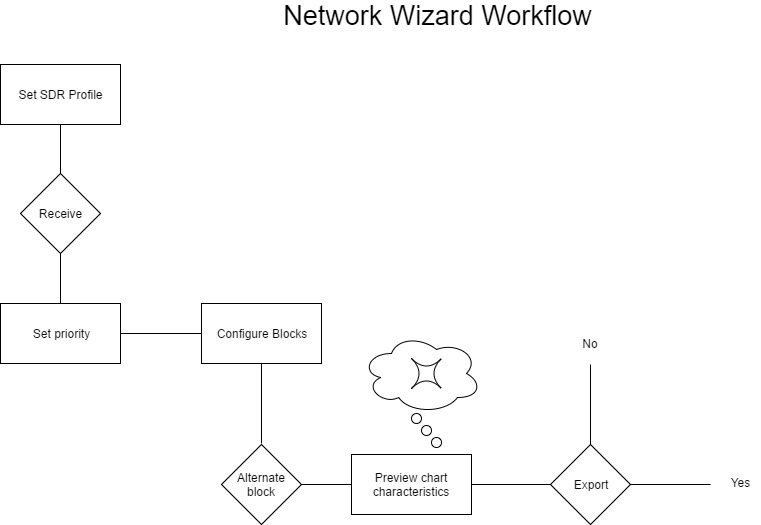 Network Wizard Workflow
Set SDR Profile
Receive
Set priority
Configure Blocks
No
Alternate
block
Preview chart
characteristics
Export
Yes